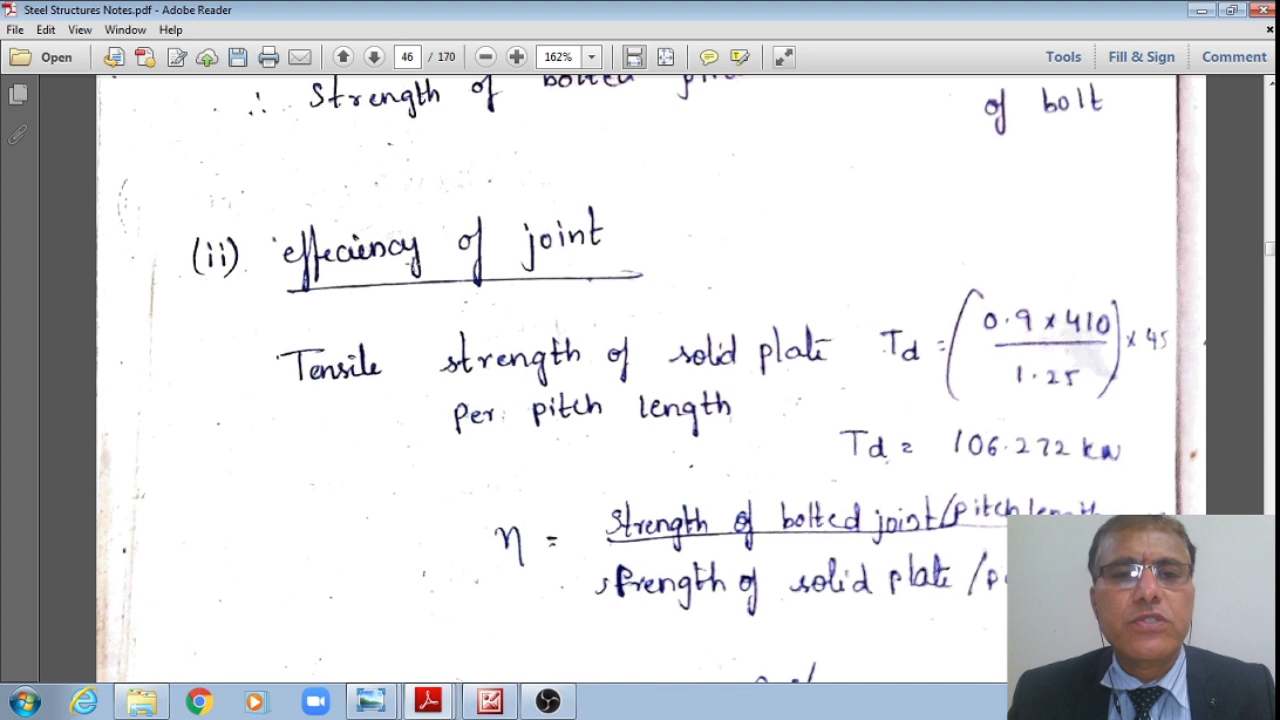 Steel Structures Notes.pdf - Adobe Reader
File Edit View Window Help
Open 46 / 170 162% Tools Fill & Sign Comment
∴ Strength of bolted
of bolt
(ii) effeciency of joint
Tensile strength of solid plate Td = (0.9 × 410 / 1.25) × 45
per pitch length
Td = 106.272 kN
η = strength of bolted joint/pitch length
strength of solid plate /p